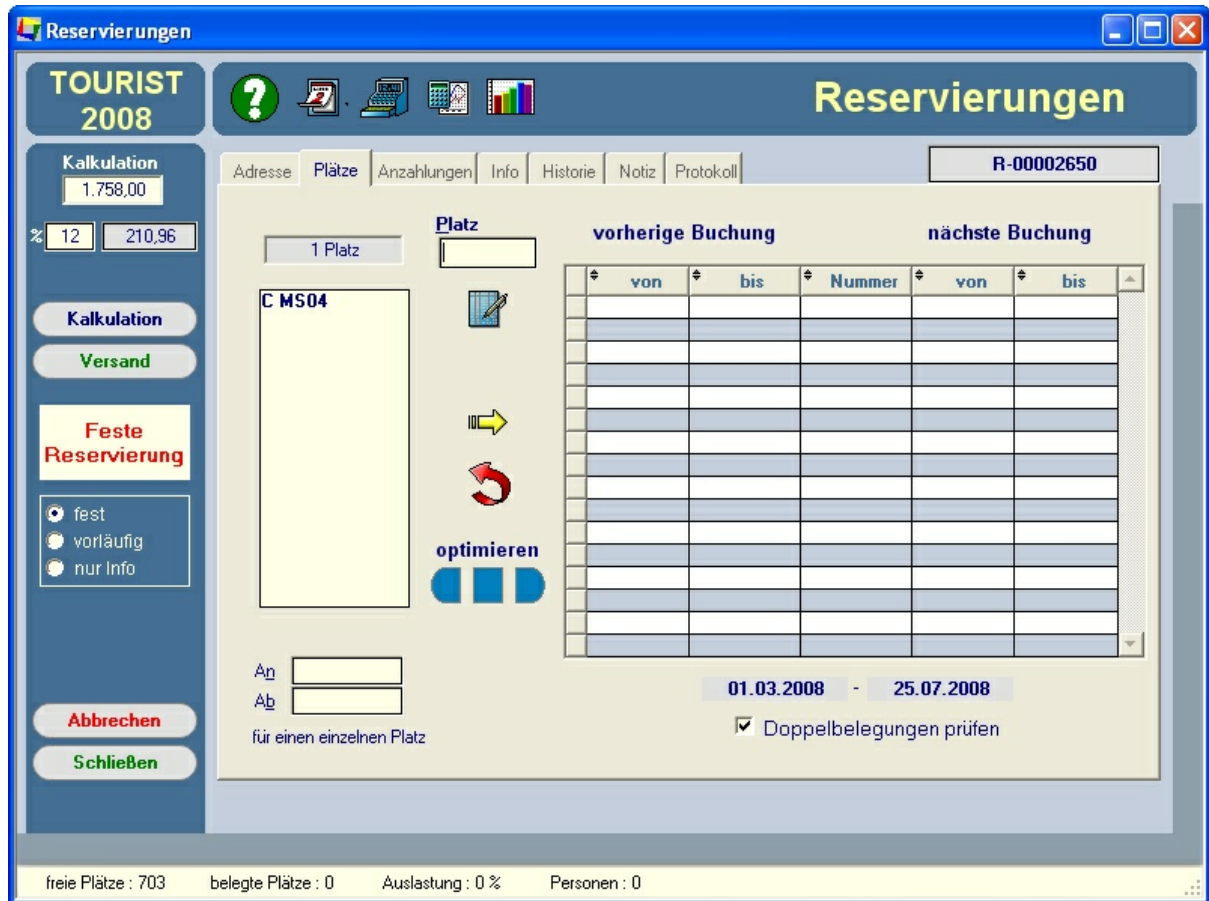 Reservierungen
TOURIST
2008
Reservierungen
Kalkulation
1.758,00
% 12 210,96
Kalkulation
Versand
Feste
Reservierung
fest
vorläufig
nur Info
Abbrechen
Schließen
Adresse Plätze Anzahlungen Info Historie Notiz Protokoll
R-00002650
1 Platz
Platz
C MS04
optimieren
An
Ab
für einen einzelnen Platz
vorherige Buchung nächste Buchung
von bis Nummer von bis
01.03.2008 - 25.07.2008
Doppelbelegungen prüfen
freie Plätze : 703 belegte Plätze : 0 Auslastung : 0 % Personen : 0